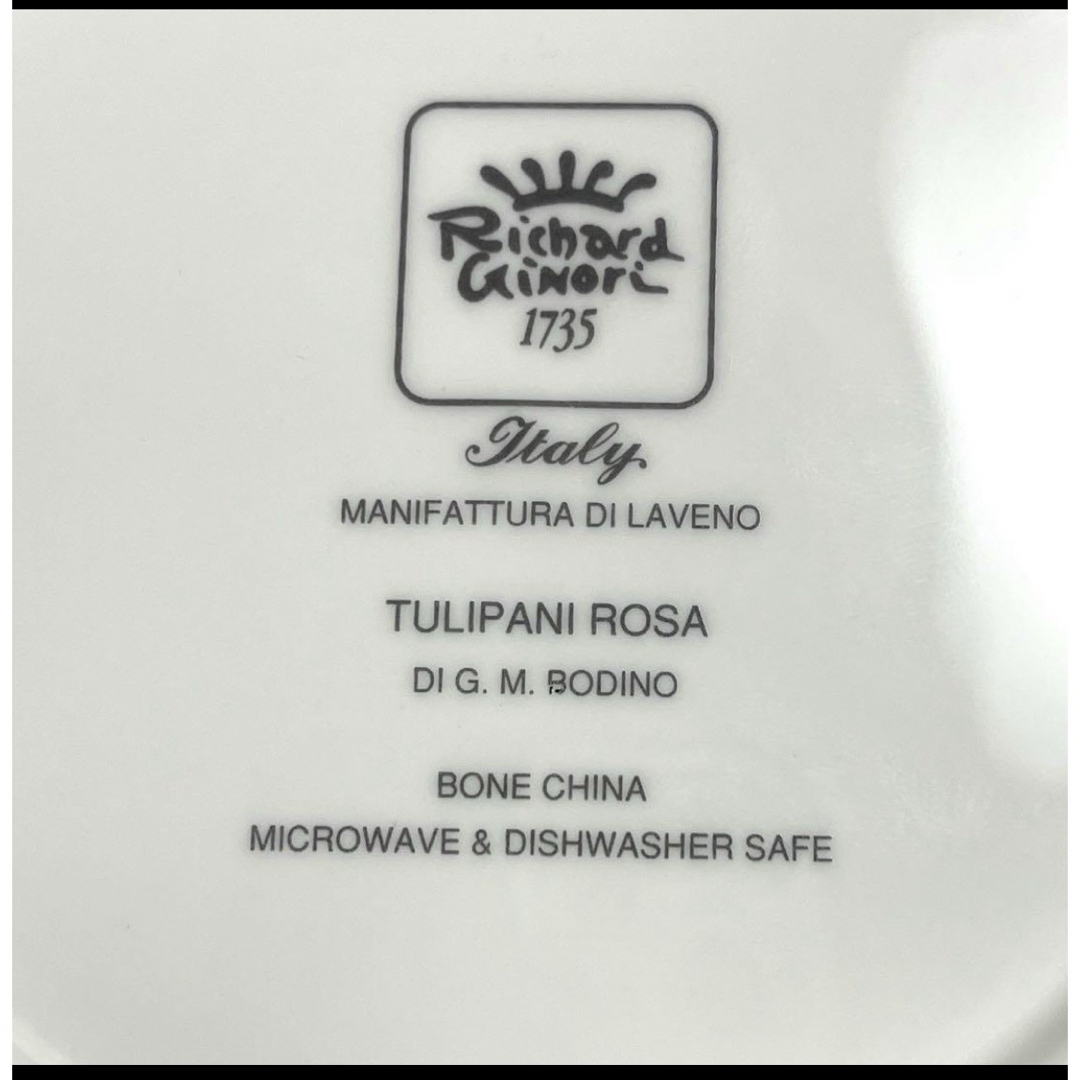 Richard
Ginori
1735
Italy
MANIFATTURA DI LAVENO
TULIPANI ROSA
DI G. M. BODINO
BONE CHINA
MICROWAVE & DISHWASHER SAFE